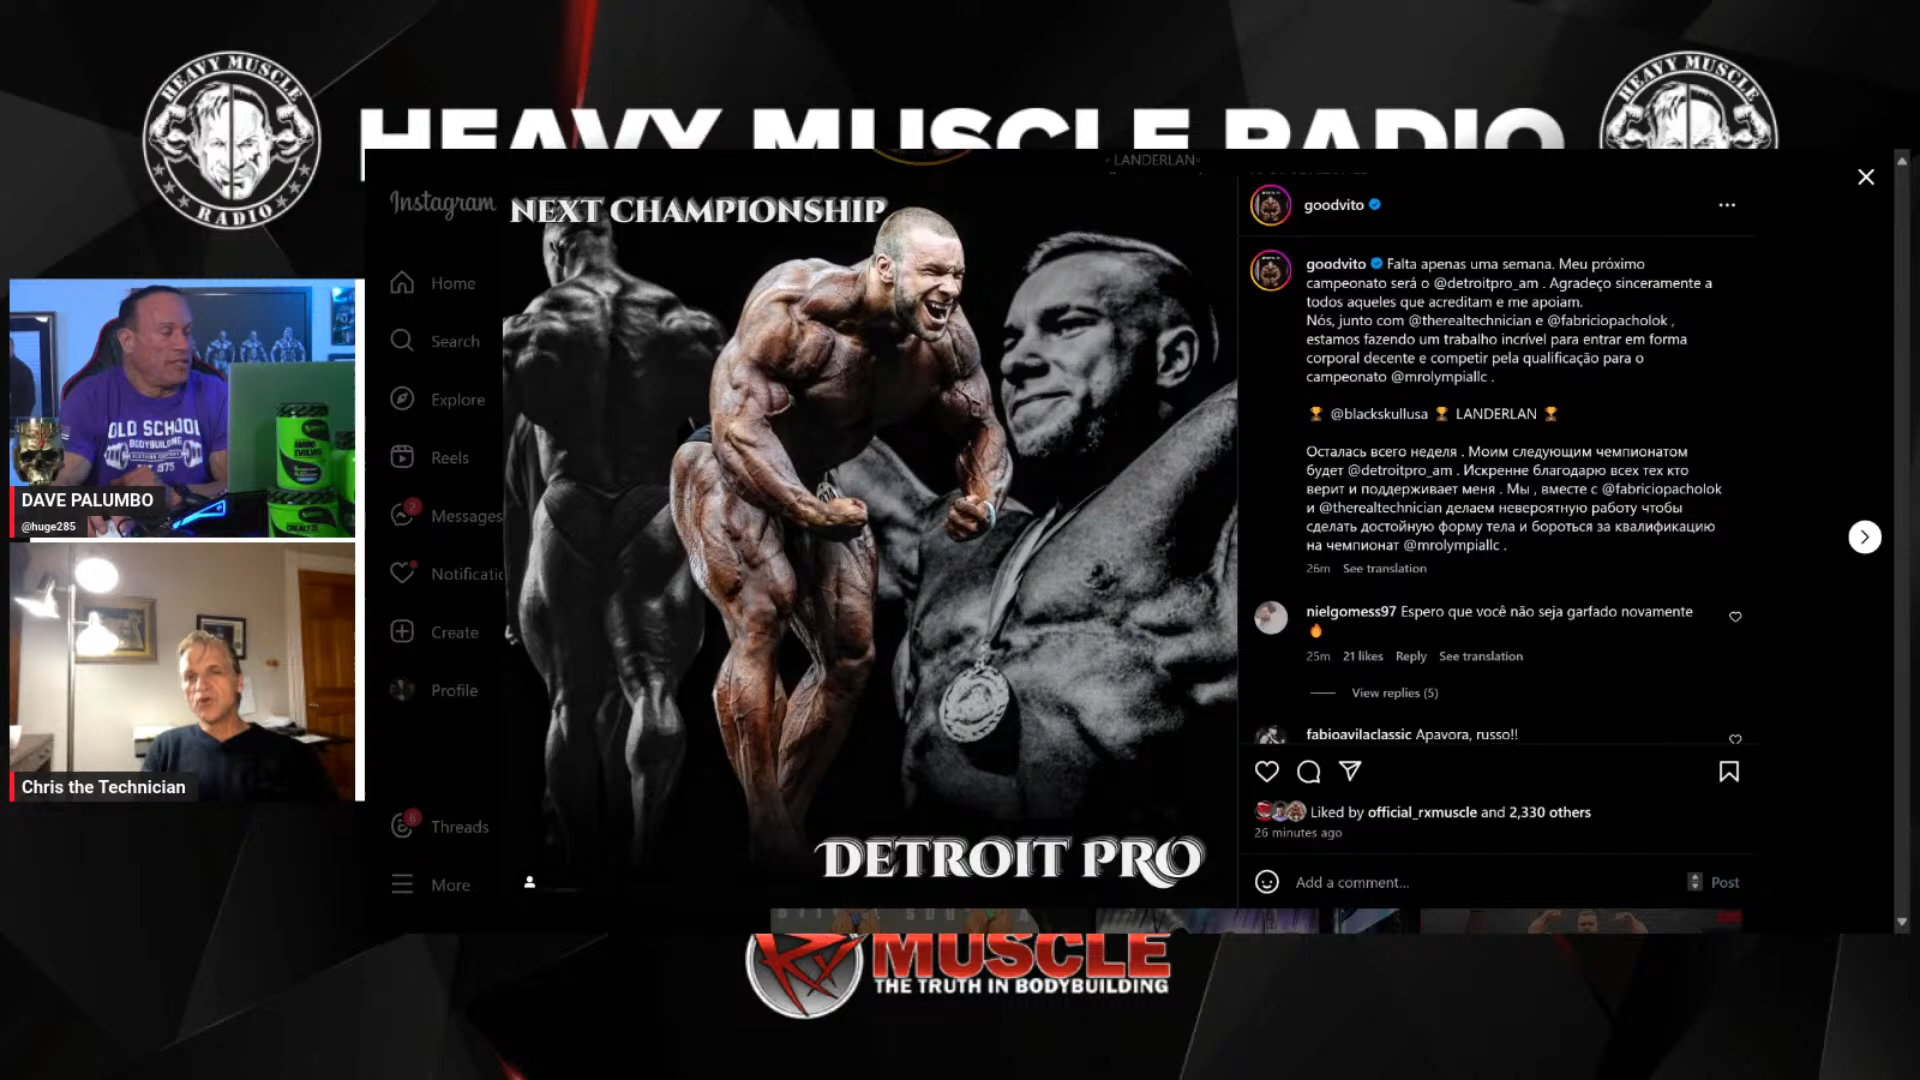 HEAVY MUSCLE
RADIO
HEAVY MUSCLE RADIO
HEAVY MUSCLE
LANDERLAN
Instagram
NEXT CHAMPIONSHIP
Home
Search
Explore
Reels
2
Messages
Notificatic
Create
Profile
6
Threads
More
DETROIT PRO
goodvito
goodvito Falta apenas uma semana. Meu próximo
campeonato será o @detroitpro_am . Agradeço sinceramente a
todos aqueles que acreditam e me apoiam.
Nós, junto com @therealtechnician e @fabriciopacholok ,
estamos fazendo um trabalho incrível para entrar em forma
corporal decente e competir pela qualificação para o
campeonato @mrolympiallc .
🏆 @blackskullusa 🏆 LANDERLAN 🏆
Осталась всего неделя . Моим следующим чемпионатом
будет @detroitpro_am . Искренне благодарю всех тех кто
верит и поддерживает меня . Мы , вместе с @fabriciopacholok
и @therealtechnician делаем невероятную работу чтобы
сделать достойную форму тела и бороться за квалификацию
на чемпионат @mrolympiallc .
26m See translation
nielgomess97 Espero que você não seja garfado novamente
🔥
25m 21 likes Reply See translation
View replies (5)
fabioavilaclassic Apavora, russo!!
Liked by official_rxmuscle and 2,330 others
26 minutes ago
Add a comment...
Post
OLD SCHOOL
BODYBUILDING
EST 1975
DAVE PALUMBO
@huge285
Chris the Technician
Rx
MUSCLE
THE TRUTH IN BODYBUILDING